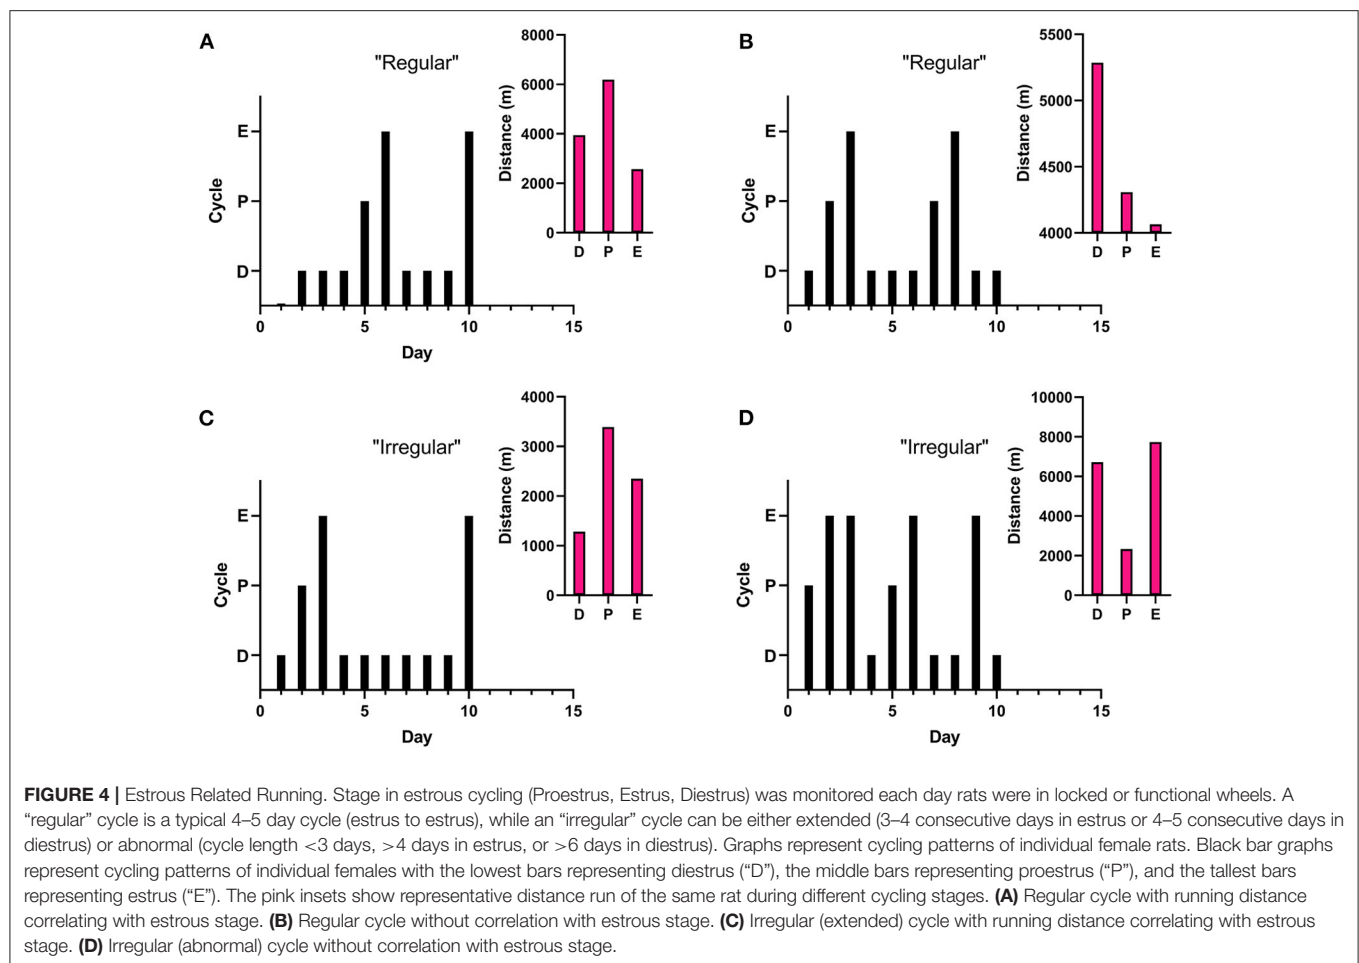 A
"Regular"
Cycle
E
P
D
0
5
10
15
Day
Distance (m)
8000
6000
4000
2000
0
D P E
B
"Regular"
Cycle
E
P
D
0
5
10
15
Distance (m)
5500
5000
4500
4000
D P E
C
"Irregular"
Cycle
E
P
D
0
5
10
15
Day
Distance (m)
4000
3000
2000
1000
0
D P E
D
"Irregular"
Cycle
E
P
D
0
5
10
15
Day
Distance (m)
10000
8000
6000
4000
2000
0
D P E
FIGURE 4 | Estrous Related Running. Stage in estrous cycling (Proestrus, Estrus, Diestrus) was monitored each day rats were in locked or functional wheels. A
“regular” cycle is a typical 4–5 day cycle (estrus to estrus), while an “irregular” cycle can be either extended (3–4 consecutive days in estrus or 4–5 consecutive days in
diestrus) or abnormal (cycle length <3 days, >4 days in estrus, or >6 days in diestrus). Graphs represent cycling patterns of individual female rats. Black bar graphs
represent cycling patterns of individual females with the lowest bars representing diestrus (“D”), the middle bars representing proestrus (“P”), and the tallest bars
representing estrus (“E”). The pink insets show representative distance run of the same rat during different cycling stages. (A) Regular cycle with running distance
correlating with estrous stage. (B) Regular cycle without correlation with estrous stage. (C) Irregular (extended) cycle with running distance correlating with estrous
stage. (D) Irregular (abnormal) cycle without correlation with estrous stage.